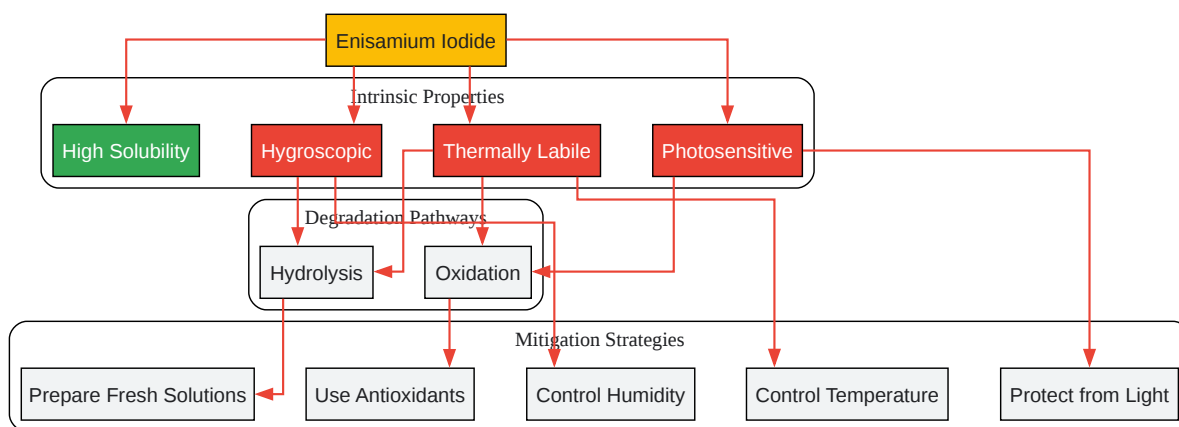 Enisamium Iodide
Intrinsic Properties
High Solubility
Hygroscopic
Thermally Labile
Photosensitive
Degradation Pathways
Hydrolysis
Oxidation
Mitigation Strategies
Prepare Fresh Solutions
Use Antioxidants
Control Humidity
Control Temperature
Protect from Light